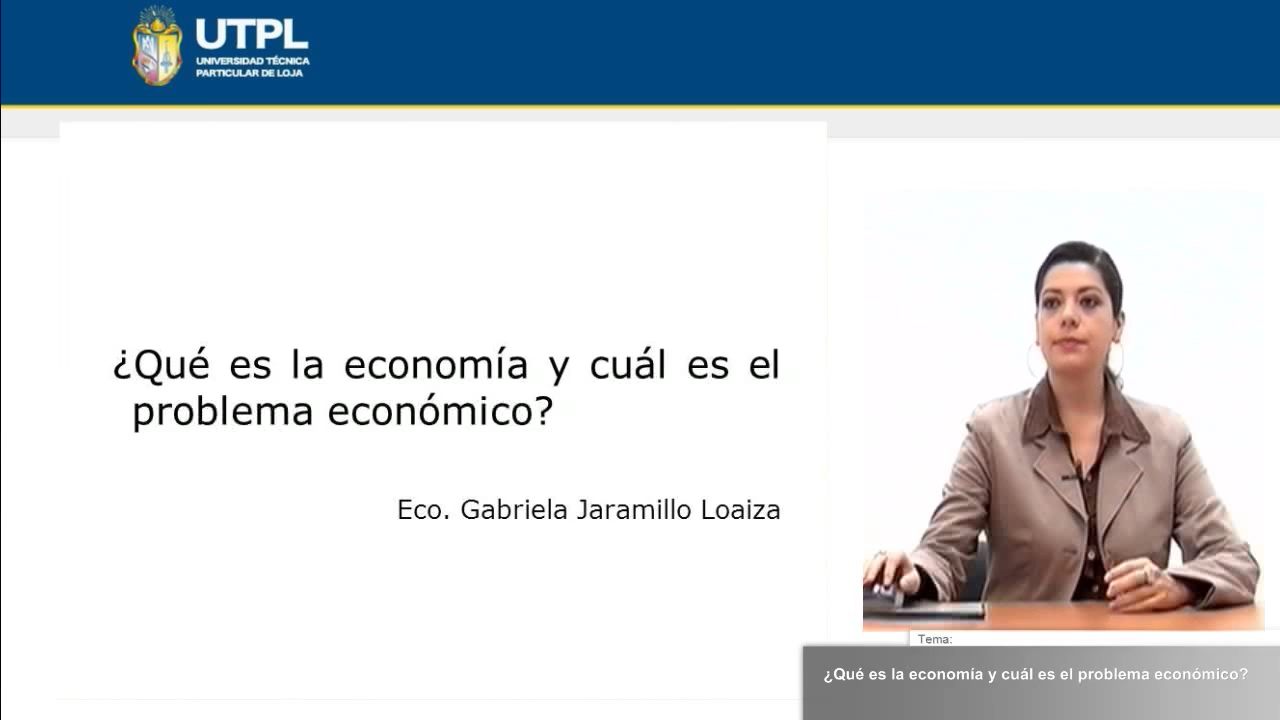 UTPL
UNIVERSIDAD TÉCNICA
PARTICULAR DE LOJA
¿Qué es la economía y cuál es el
problema económico?
Eco. Gabriela Jaramillo Loaiza
Tema:
¿Qué es la economía y cuál es el problema económico?